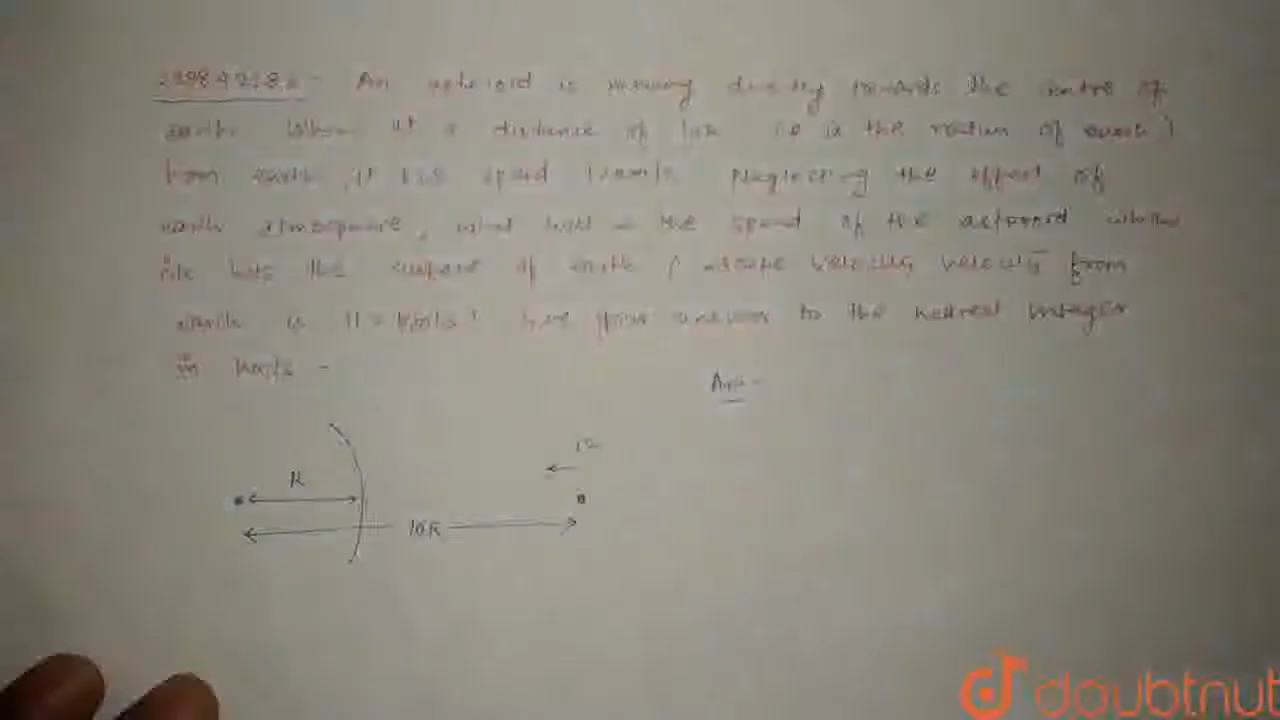 An asteroid is moving directly towards the centre of
earth when at a distance of 10R is the radius of earth)
from earth, it has speed 12 km/s Neglecting the effect of
earth atmosphere, what will be the speed of the asteroid when
hits the surface of earth ( escape velocity velocity from
earth is 11.2 km/s) Give your answer to the nearest integer
in km/s -
Ans -
12
R
10R
doubtnut